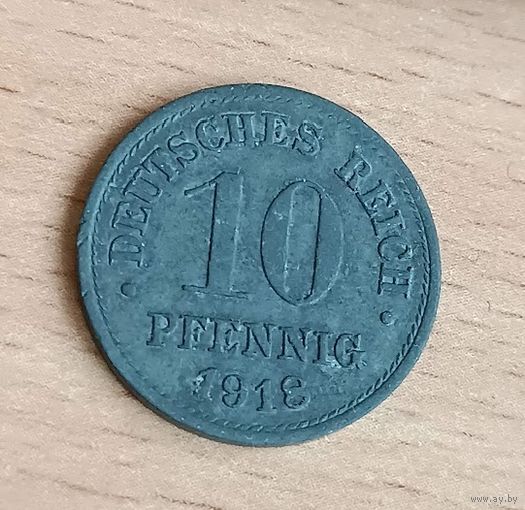 DEUTSCHES REICH
10
PFENNIG
1918
www.ay.by